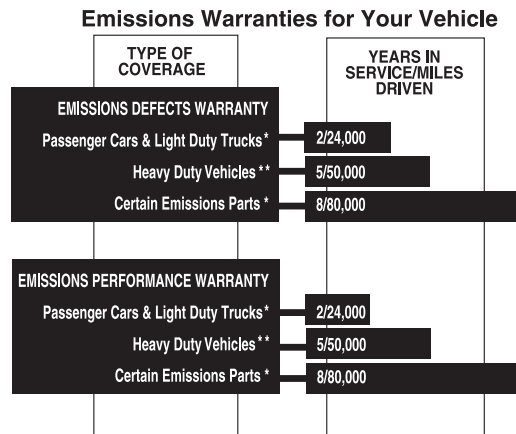 Emissions Warranties for Your Vehicle
TYPE OF
COVERAGE
YEARS IN
SERVICE/MILES
DRIVEN
EMISSIONS DEFECTS WARRANTY
Passenger Cars & Light Duty Trucks* 2/24,000
Heavy Duty Vehicles** 5/50,000
Certain Emissions Parts * 8/80,000
EMISSIONS PERFORMANCE WARRANTY
Passenger Cars & Light Duty Trucks* 2/24,000
Heavy Duty Vehicles** 5/50,000
Certain Emissions Parts * 8/80,000